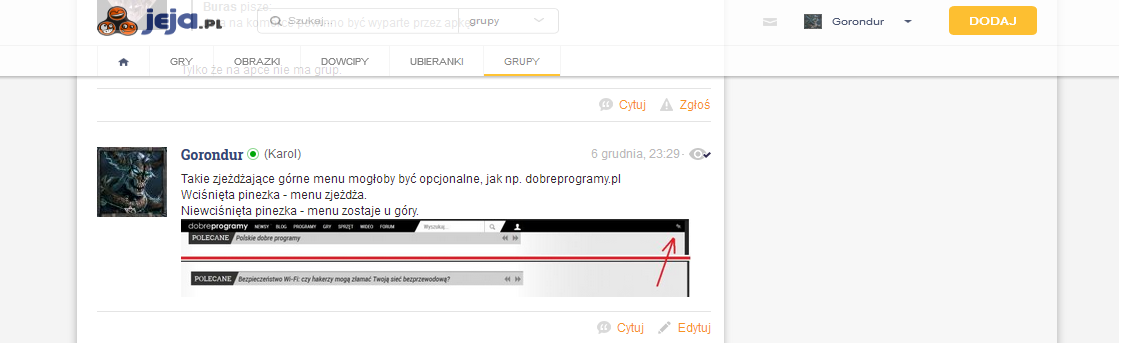 Buras pisze
na kom powinno być wyparte przez apkę
jeja.PL
Szukaj...
grupy
Gorondur
DODAJ
GRY
OBRAZKI
DOWCIPY
UBIERANKI
GRUPY
Tylko że na apce nie ma grup.
Cytuj
Zgłoś
Gorondur (Karol)
6 grudnia, 23:29
Takie zjeżdżające górne menu mogłoby być opcjonalne, jak np. dobreprogramy.pl
Wciśnięta pinezka - menu zjeżdża.
Niewciśnięta pinezka - menu zostaje u góry.
dobreprogramy NEWSY BLOG PROGRAMY GRY SPRZĘT WIDEO FORUM Wyszukaj...
POLECANE Polskie dobre programy
POLECANE Bezpieczeństwo Wi-Fi: czy hakerzy mogą złamać Twoją sieć bezprzewodową?
Cytuj
Edytuj